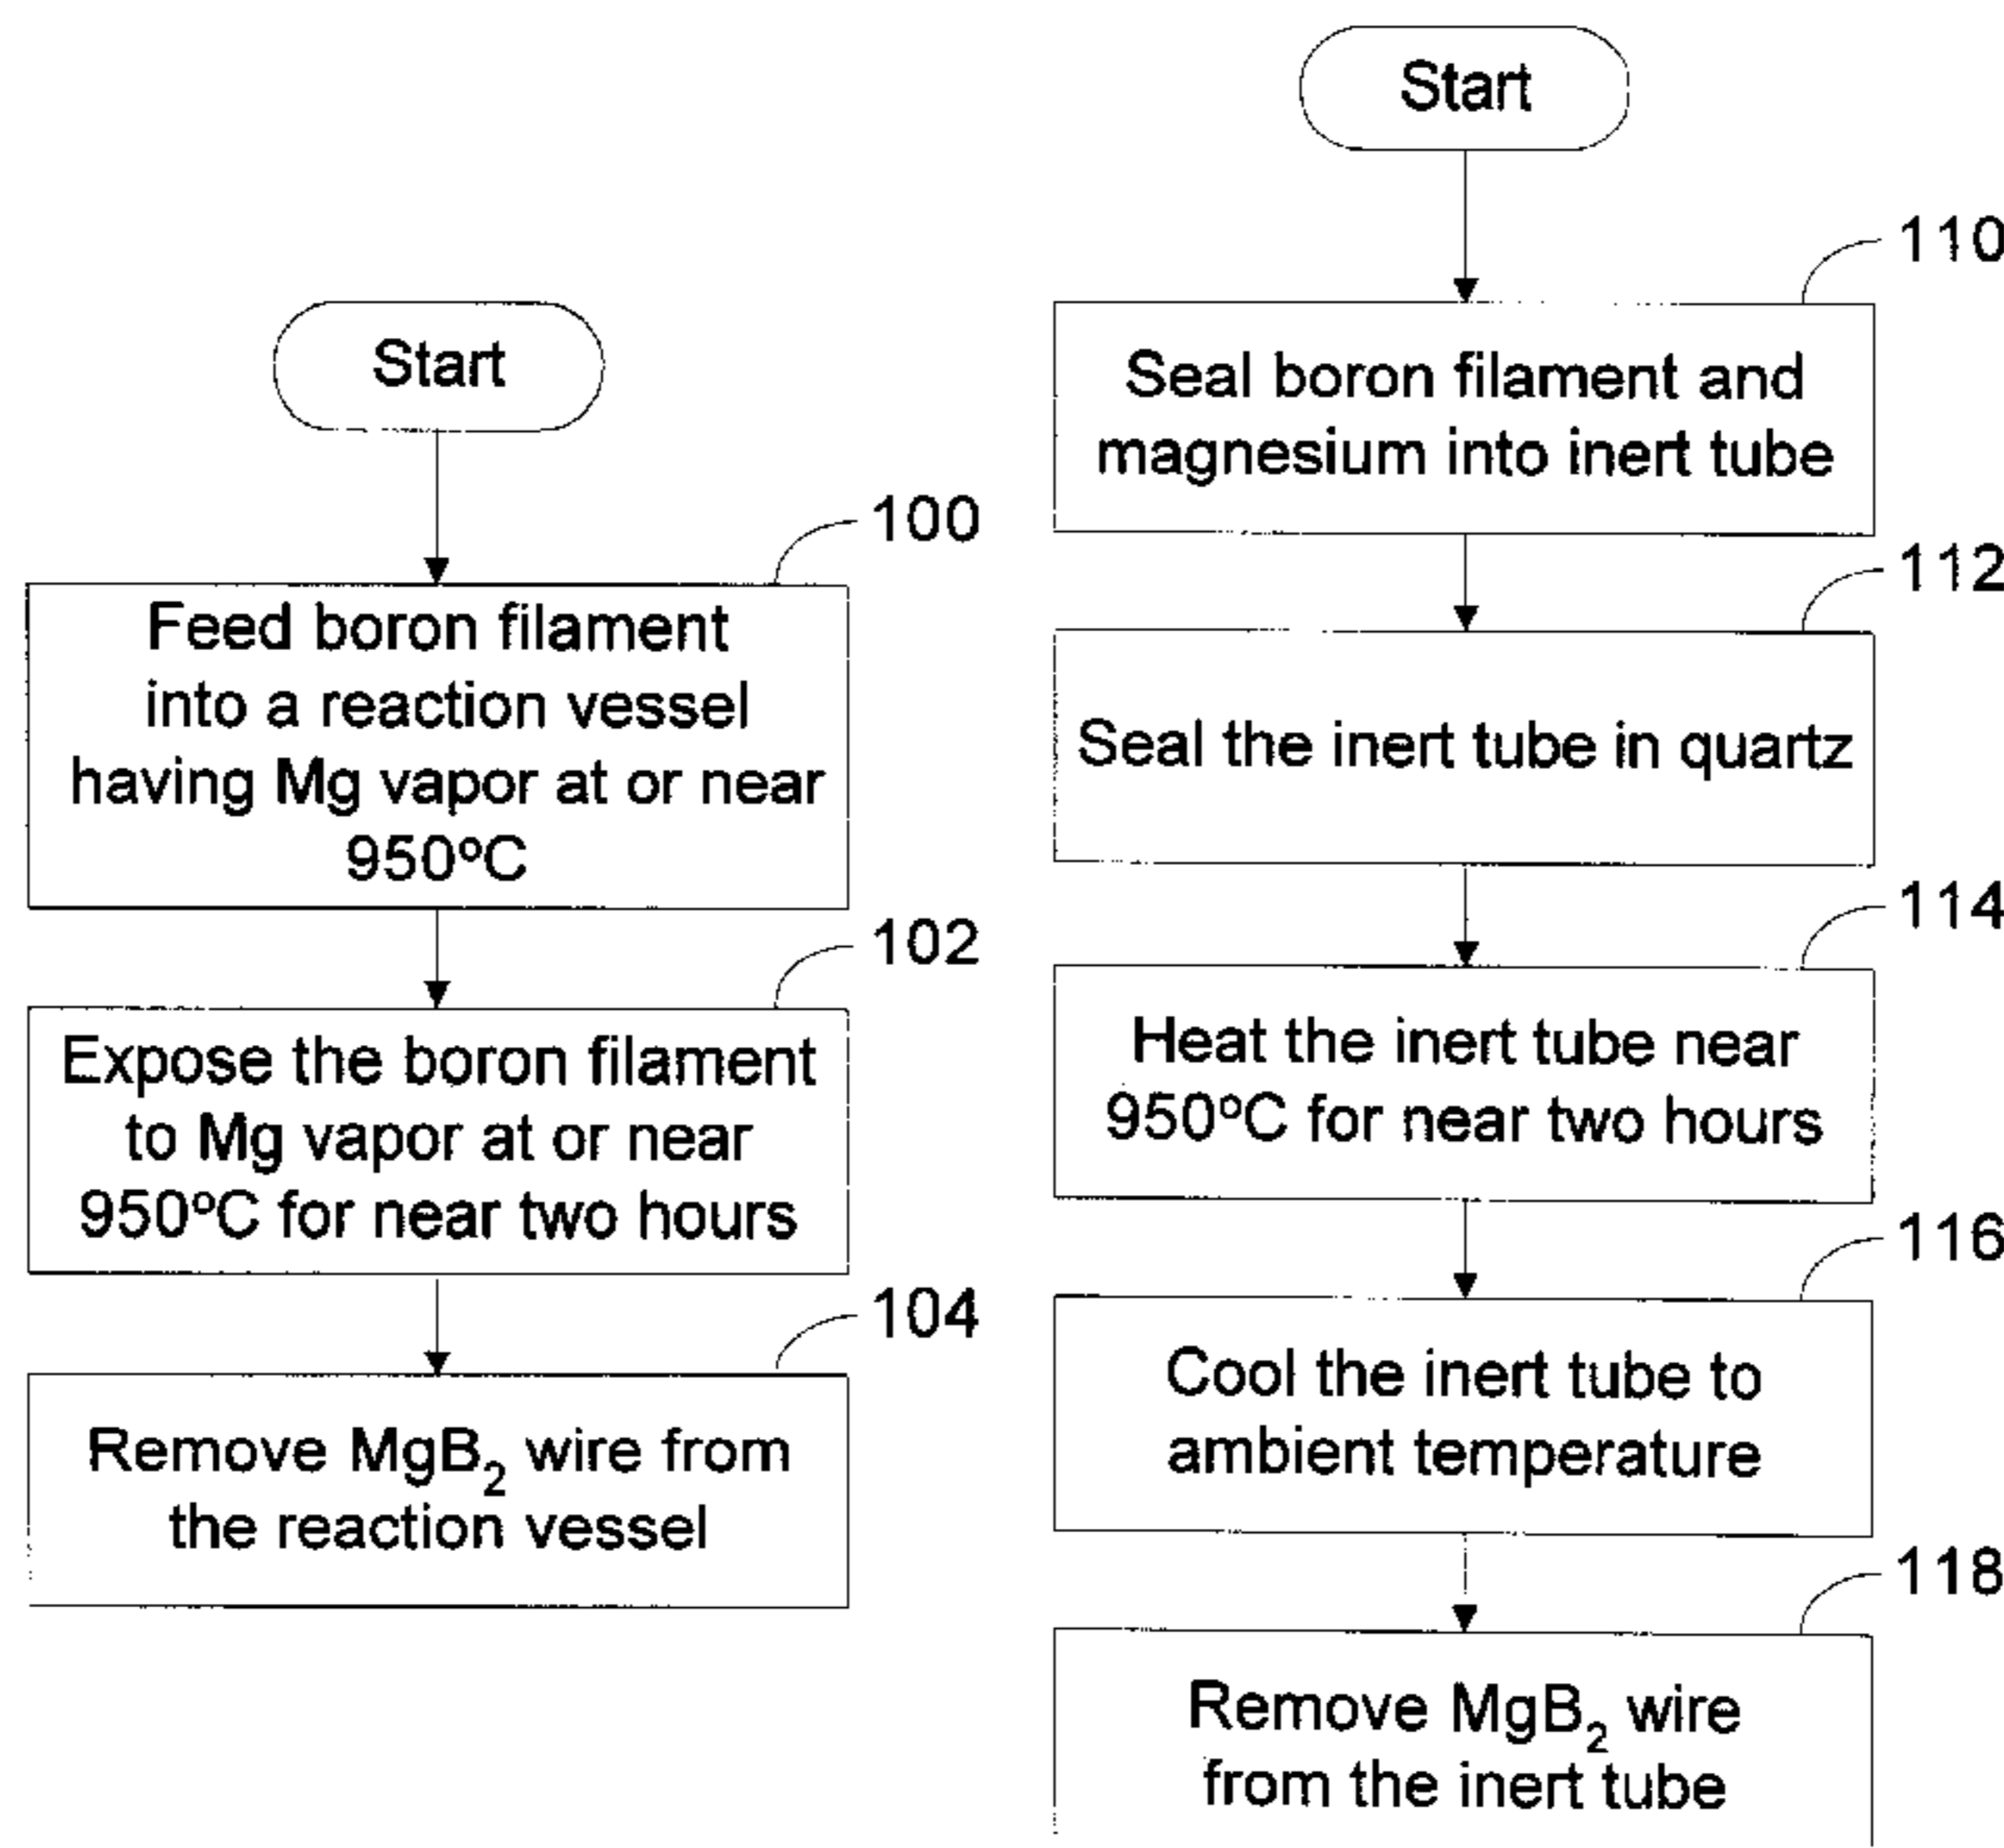 Start
100
Feed boron filament
into a reaction vessel
having Mg vapor at or near
950°C
102
Expose the boron filament
to Mg vapor at or near
950°C for near two hours
104
Remove MgB₂ wire from
the reaction vessel
Start
110
Seal boron filament and
magnesium into inert tube
112
Seal the inert tube in quartz
114
Heat the inert tube near
950°C for near two hours
116
Cool the inert tube to
ambient temperature
118
Remove MgB₂ wire
from the inert tube